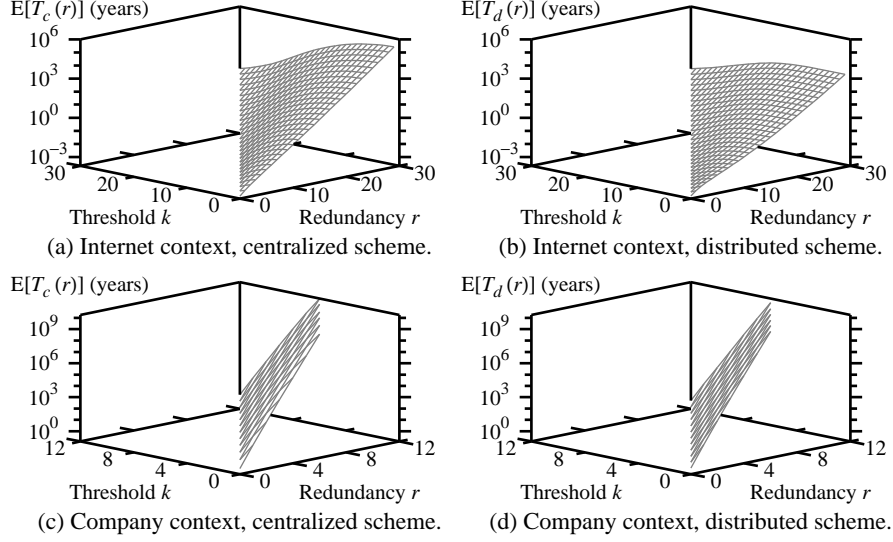 E[T_c(r)] (years) E[T_d(r)] (years)
10^6 10^6
10^3 10^3
10^0 10^0
10^−3 10^−3
30 20 10 0 0 10 20 30 30 20 10 0 0 10 20 30
Threshold k Redundancy r Threshold k Redundancy r
(a) Internet context, centralized scheme. (b) Internet context, distributed scheme.
E[T_c(r)] (years) E[T_d(r)] (years)
10^9 10^9
10^6 10^6
10^3 10^3
10^0 10^0
12 8 4 0 0 4 8 12 12 8 4 0 0 4 8 12
Threshold k Redundancy r Threshold k Redundancy r
(c) Company context, centralized scheme. (d) Company context, distributed scheme.